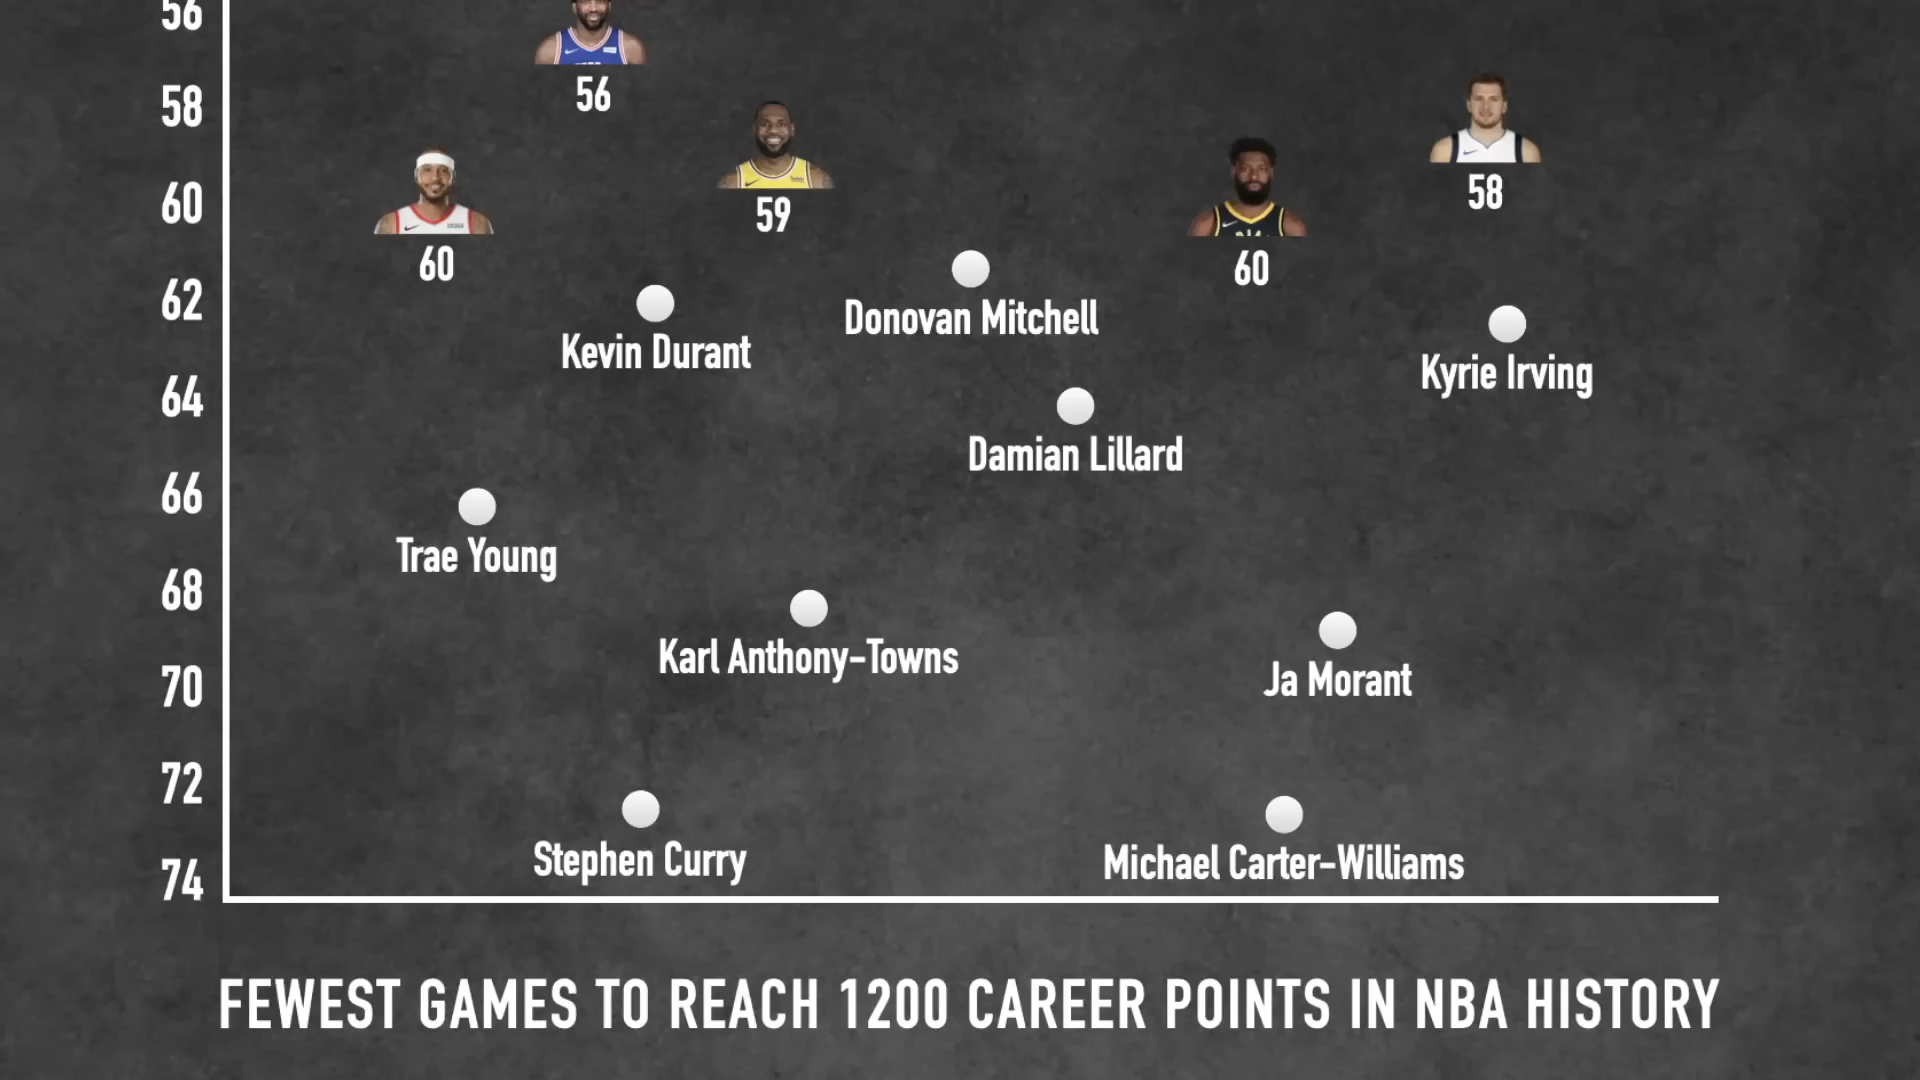 56
58
60
62
64
66
68
70
72
74
56
59
58
60
60
Donovan Mitchell
Kevin Durant
Kyrie Irving
Damian Lillard
Trae Young
Karl Anthony-Towns
Ja Morant
Stephen Curry
Michael Carter-Williams
FEWEST GAMES TO REACH 1200 CAREER POINTS IN NBA HISTORY